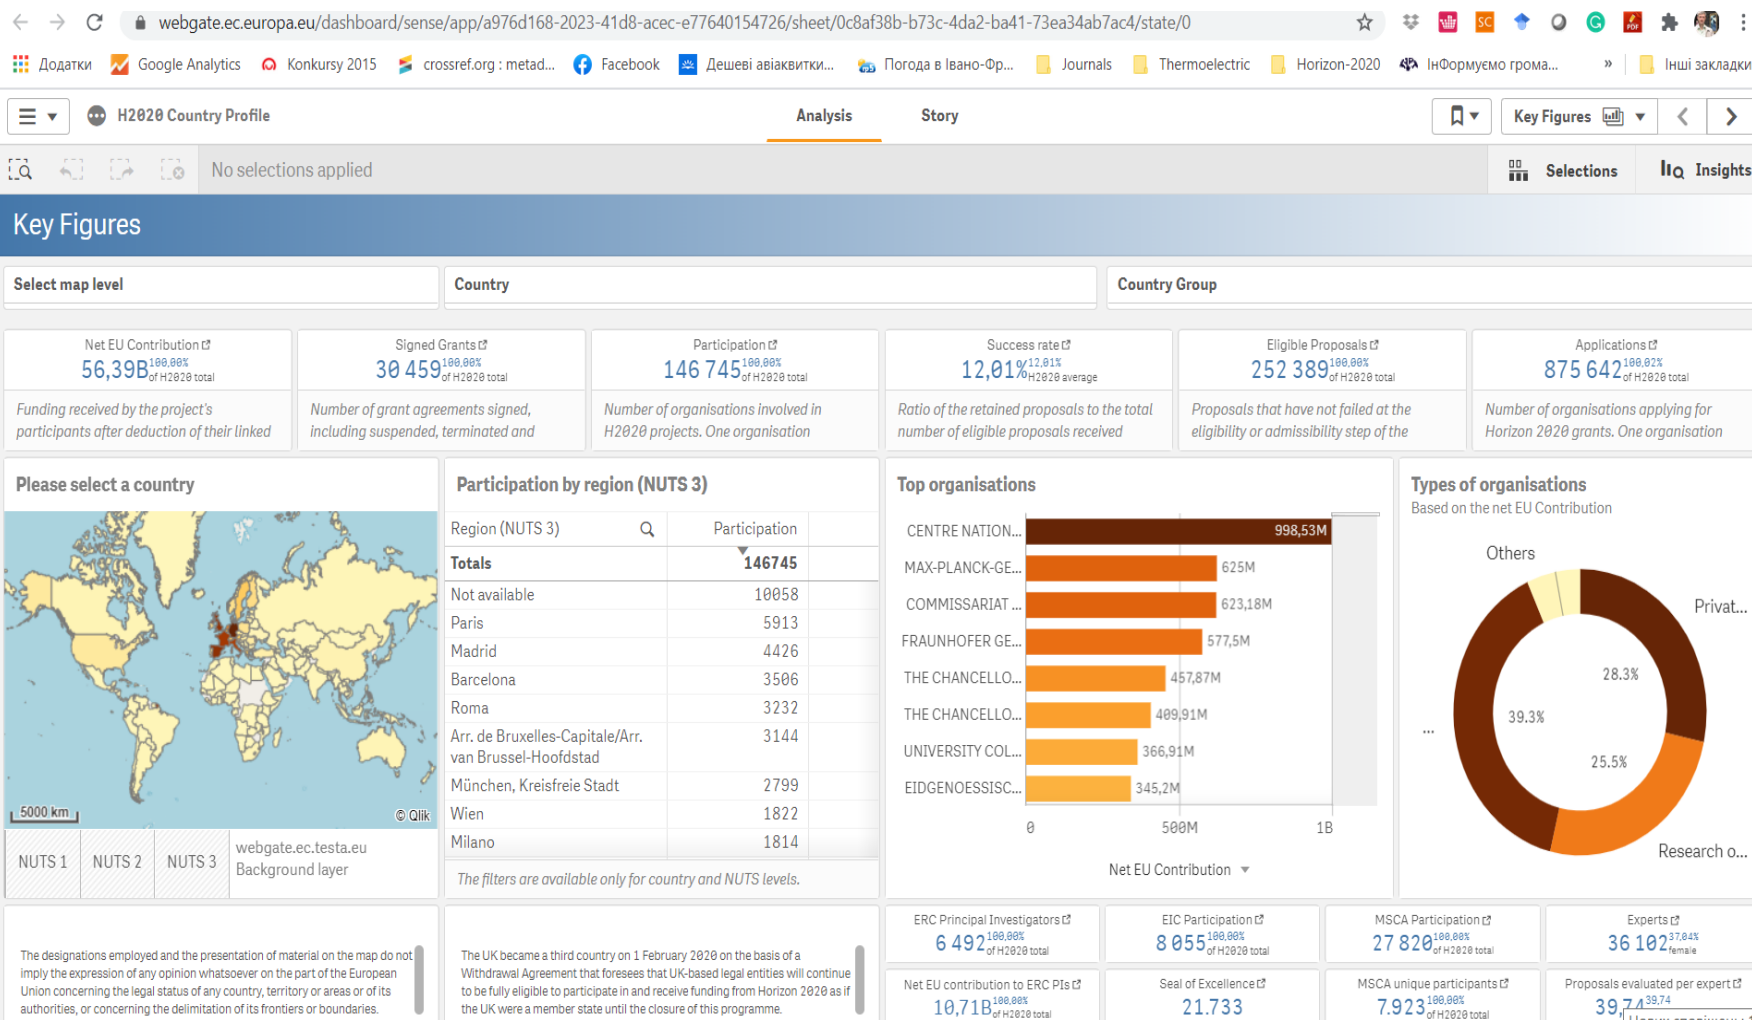 webgate.ec.europa.eu/dashboard/sense/app/a976d168-2023-41d8-acec-e77640154726/sheet/0c8af38b-b73c-4da2-ba41-73ea34ab7ac4/state/0
Додатки
Google Analytics
Konkursy 2015
crossref.org : metad...
Facebook
Дешеві авіаквитки...
Погода в Івано-Фр...
Journals
Thermoelectric
Horizon-2020
ІнФормуємо грома...
»
Інші закладки
H2020 Country Profile
Analysis
Story
Key Figures
No selections applied
Selections
Insights
Key Figures
Select map level
Country
Country Group
Net EU Contribution
56,39B 100,00% of H2020 total
Funding received by the project's
participants after deduction of their linked
Signed Grants
30 459 100,00% of H2020 total
Number of grant agreements signed,
including suspended, terminated and
Participation
146 745 100,00% of H2020 total
Number of organisations involved in
H2020 projects. One organisation
Success rate
12,01% 12,01% H2020 average
Ratio of the retained proposals to the total
number of eligible proposals received
Eligible Proposals
252 389 100,00% of H2020 total
Proposals that have not failed at the
eligibility or admissibility step of the
Applications
875 642 100,02% of H2020 total
Number of organisations applying for
Horizon 2020 grants. One organisation
Please select a country
5000 km
© Qlik
NUTS 1
NUTS 2
NUTS 3
webgate.ec.testa.eu
Background layer
Participation by region (NUTS 3)
Region (NUTS 3) Participation
Totals 146745
Not available 10058
Paris 5913
Madrid 4426
Barcelona 3506
Roma 3232
Arr. de Bruxelles-Capitale/Arr. 3144
van Brussel-Hoofdstad
München, Kreisfreie Stadt 2799
Wien 1822
Milano 1814
The filters are available only for country and NUTS levels.
Top organisations
CENTRE NATION... 998,53M
MAX-PLANCK-GE... 625M
COMMISSARIAT ... 623,18M
FRAUNHOFER GE... 577,5M
THE CHANCELLO... 457,87M
THE CHANCELLO... 409,91M
UNIVERSITY COL... 366,91M
EIDGENOESSISC... 345,2M
0 500M 1B
Net EU Contribution
Types of organisations
Based on the net EU Contribution
Others
Privat...
28.3%
39.3%
...
25.5%
Research o...
The designations employed and the presentation of material on the map do not
imply the expression of any opinion whatsoever on the part of the European
Union concerning the legal status of any country, territory or areas or of its
authorities, or concerning the delimitation of its frontiers or boundaries.
The UK became a third country on 1 February 2020 on the basis of a
Withdrawal Agreement that foresees that UK-based legal entities will continue
to be fully eligible to participate in and receive funding from Horizon 2020 as if
the UK were a member state until the closure of this programme.
ERC Principal Investigators
6 492 100,00% of H2020 total
EIC Participation
8 055 100,00% of H2020 total
MSCA Participation
27 820 100,00% of H2020 total
Experts
36 102 37,04% female
Net EU contribution to ERC PIs
10,71B 100,00% of H2020 total
Seal of Excellence
21.733
MSCA unique participants
7.923 100,00% of H2020 total
Proposals evaluated per expert
39,74 39,74